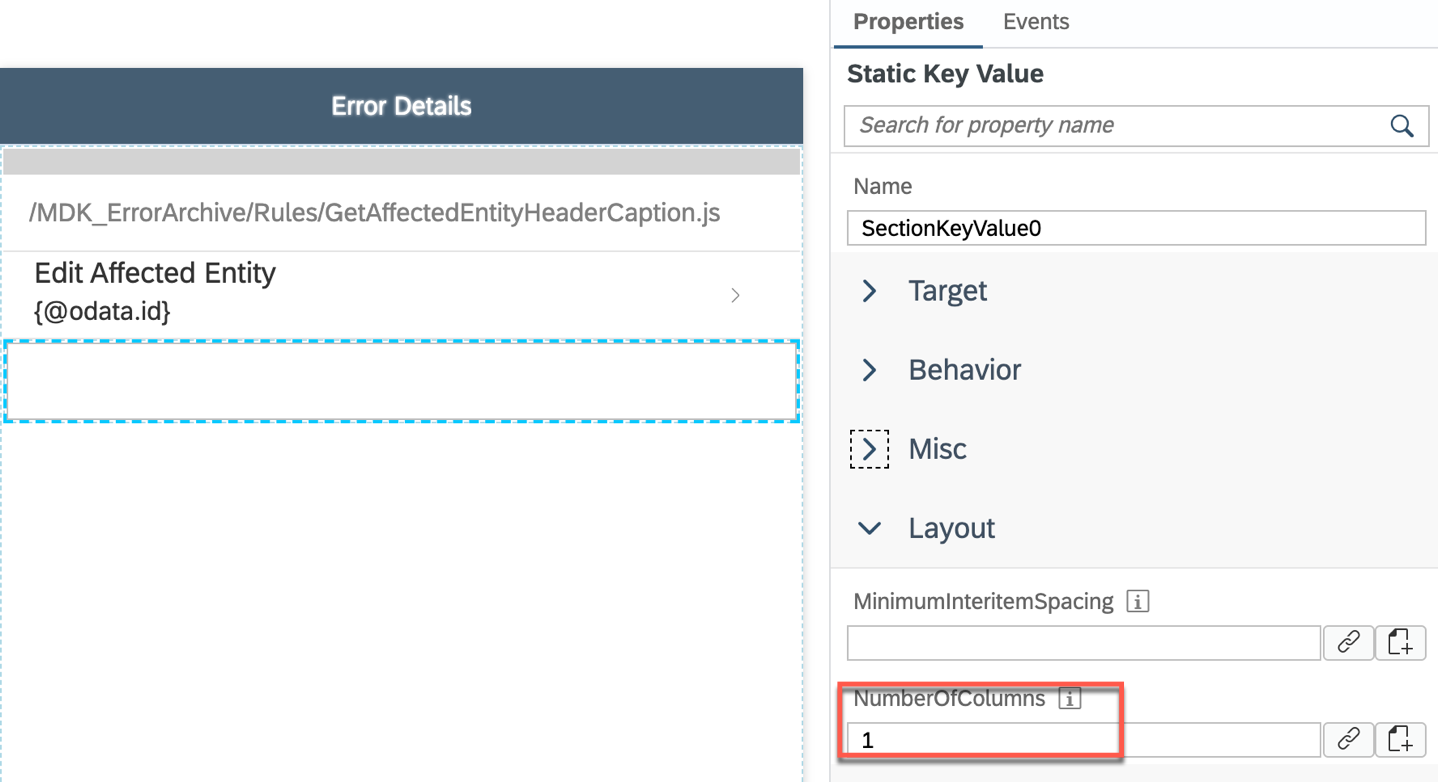 Error Details
/MDK_ErrorArchive/Rules/GetAffectedEntityHeaderCaption.js
Edit Affected Entity
{@odata.id}
Properties Events
Static Key Value
Search for property name
Name
SectionKeyValue0
Target
Behavior
Misc
Layout
MinimumInteritemSpacing
NumberOfColumns
1